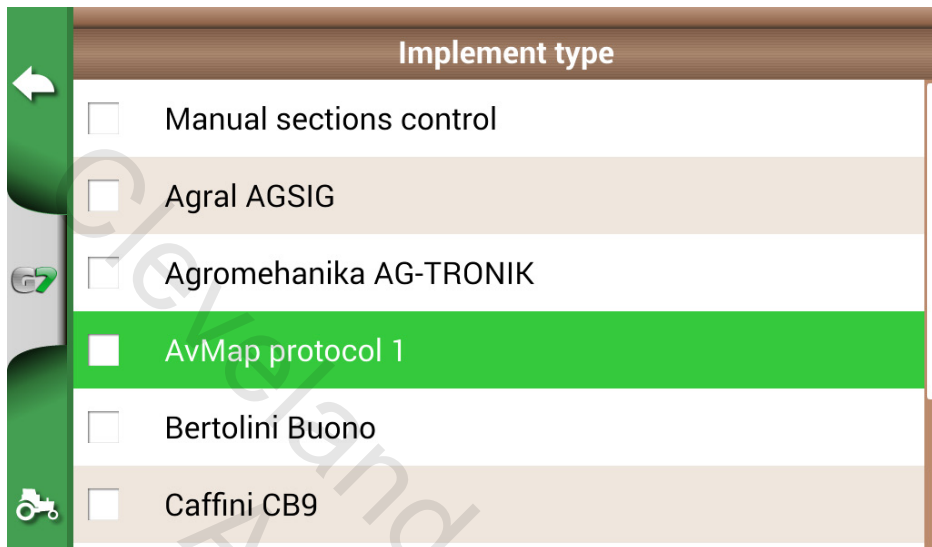 Implement type
Manual sections control
Agral AGSIG
Agromehanika AG-TRONIK
G7
AvMap protocol 1
Bertolini Buono
Caffini CB9
Cleveland
A